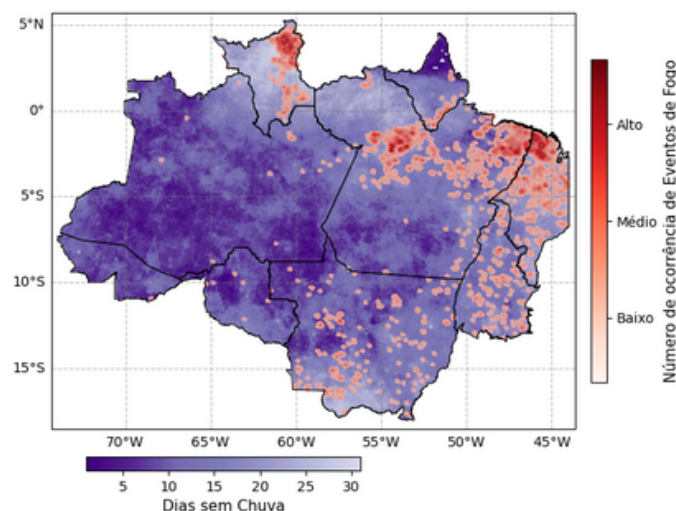 5°N
0°
5°S
10°S
15°S
70°W 65°W 60°W 55°W 50°W 45°W
5 10 15 20 25 30
Dias sem Chuva
Alto
Médio
Baixo
Número de ocorrência de Eventos de Fogo